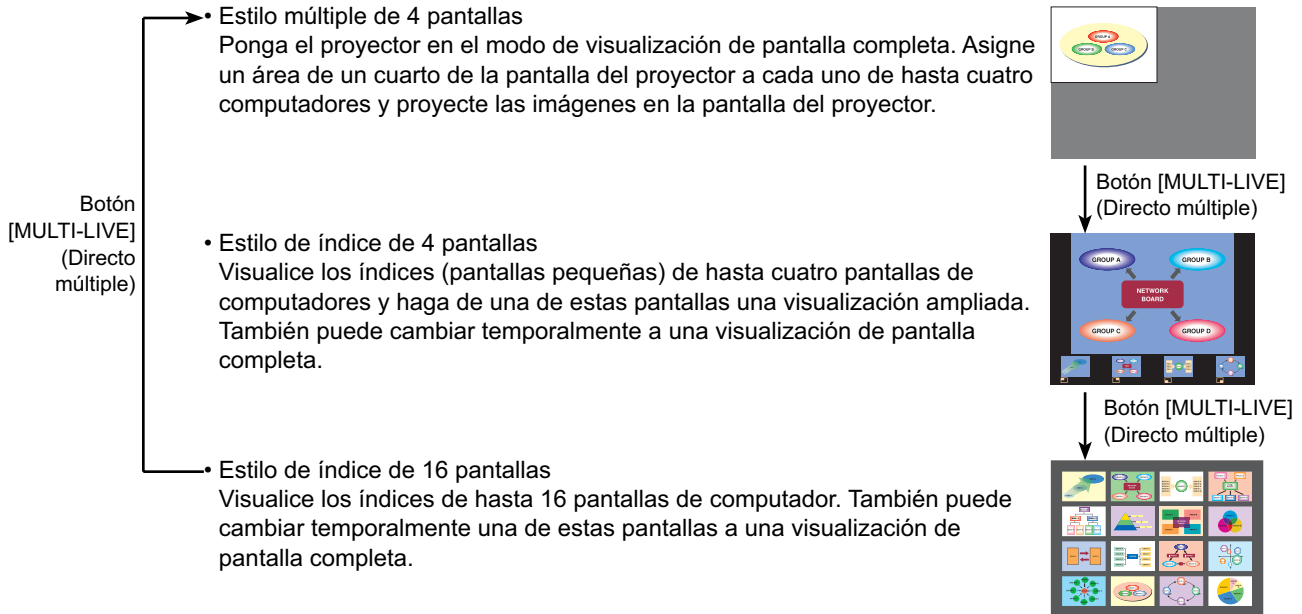 • Estilo múltiple de 4 pantallas
Ponga el proyector en el modo de visualización de pantalla completa. Asigne
un área de un cuarto de la pantalla del proyector a cada uno de hasta cuatro
computadores y proyecte las imágenes en la pantalla del proyector.
GROUP A
GROUP B
GROUP C
Botón [MULTI-LIVE]
(Directo múltiple)
Botón
[MULTI-LIVE]
(Directo
múltiple)
• Estilo de índice de 4 pantallas
Visualice los índices (pantallas pequeñas) de hasta cuatro pantallas de
computadores y haga de una de estas pantallas una visualización ampliada.
También puede cambiar temporalmente a una visualización de pantalla
completa.
GROUP A
GROUP B
NETWORK
BOARD
GROUP C
GROUP D
Botón [MULTI-LIVE]
(Directo múltiple)
• Estilo de índice de 16 pantallas
Visualice los índices de hasta 16 pantallas de computador. También puede
cambiar temporalmente una de estas pantallas a una visualización de
pantalla completa.